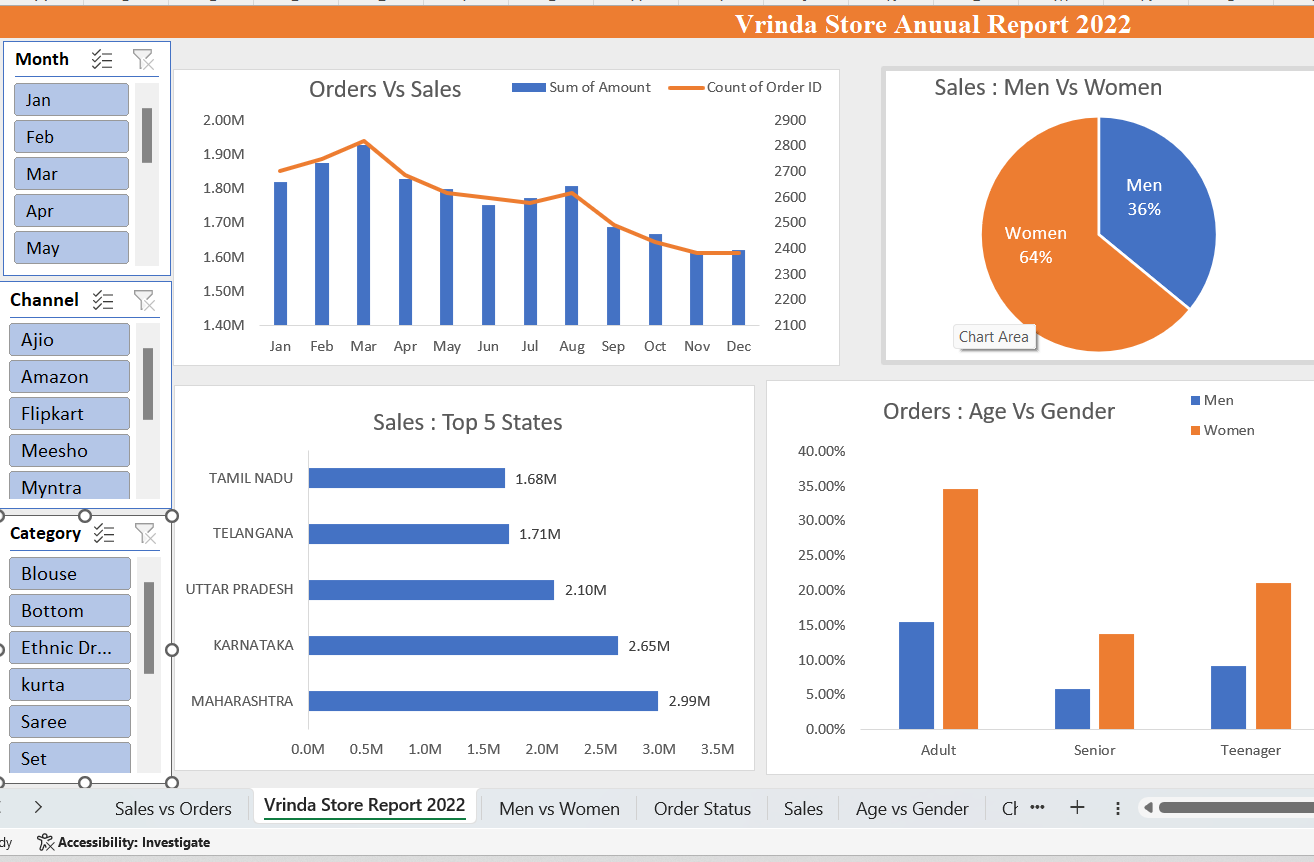 Vrinda Store Anuual Report 2022
Month
Jan
Feb
Mar
Apr
May
Channel
Ajio
Amazon
Flipkart
Meesho
Myntra
Category
Blouse
Bottom
Ethnic Dr...
kurta
Saree
Set
Orders Vs Sales
Sum of Amount
Count of Order ID
2.00M
1.90M
1.80M
1.70M
1.60M
1.50M
1.40M
2900
2800
2700
2600
2500
2400
2300
2200
2100
Jan Feb Mar Apr May Jun Jul Aug Sep Oct Nov Dec
Sales : Men Vs Women
Men
36%
Women
64%
Chart Area
Sales : Top 5 States
TAMIL NADU 1.68M
TELANGANA 1.71M
UTTAR PRADESH 2.10M
KARNATAKA 2.65M
MAHARASHTRA 2.99M
0.0M 0.5M 1.0M 1.5M 2.0M 2.5M 3.0M 3.5M
Orders : Age Vs Gender
Men
Women
40.00%
35.00%
30.00%
25.00%
20.00%
15.00%
10.00%
5.00%
0.00%
Adult Senior Teenager
Sales vs Orders Vrinda Store Report 2022 Men vs Women Order Status Sales Age vs Gender
Accessibility: Investigate